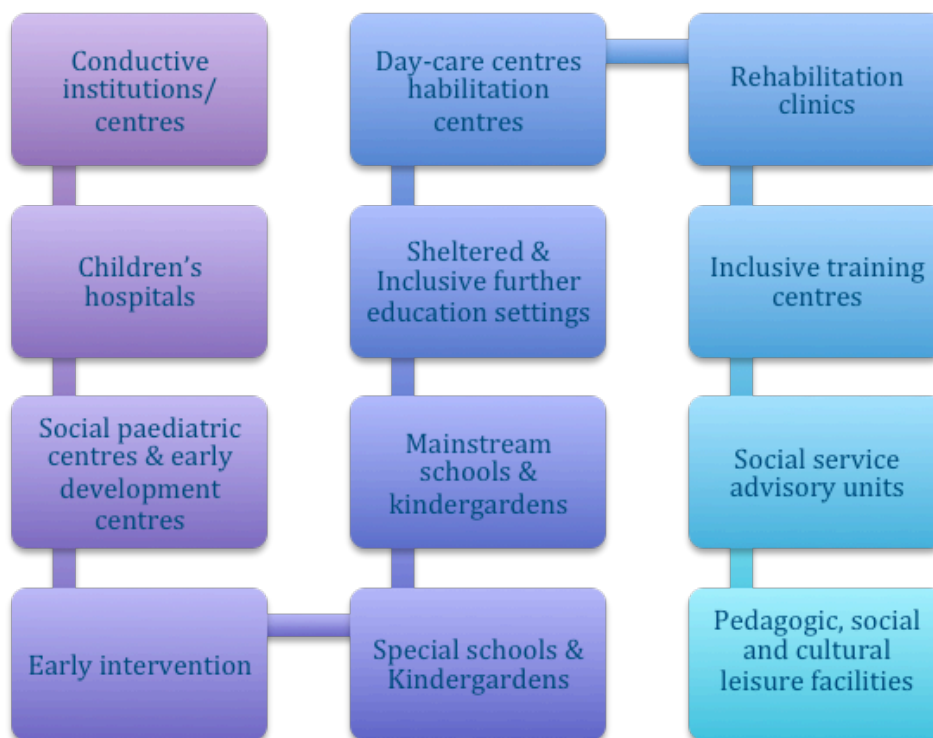 Conductive
institutions/
centres
Children's
hospitals
Social paediatric
centres & early
development
centres
Early intervention
Special schools &
Kindergardens
Mainstream
schools &
kindergardens
Sheltered &
Inclusive further
education settings
Day-care centres
habilitation
centres
Rehabilitation
clinics
Inclusive training
centres
Social service
advisory units
Pedagogic, social
and cultural
leisure facilities